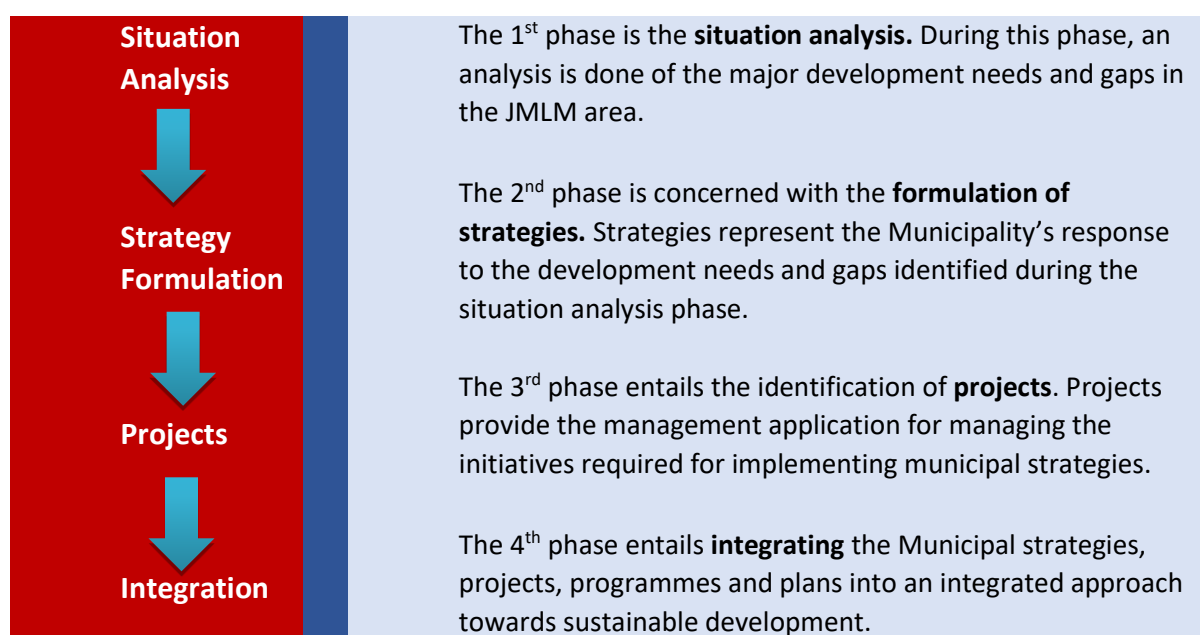 Situation
Analysis
The 1st phase is the situation analysis. During this phase, an
analysis is done of the major development needs and gaps in
the JMLM area.
Strategy
Formulation
The 2nd phase is concerned with the formulation of
strategies. Strategies represent the Municipality’s response
to the development needs and gaps identified during the
situation analysis phase.
Projects
The 3rd phase entails the identification of projects. Projects
provide the management application for managing the
initiatives required for implementing municipal strategies.
Integration
The 4th phase entails integrating the Municipal strategies,
projects, programmes and plans into an integrated approach
towards sustainable development.